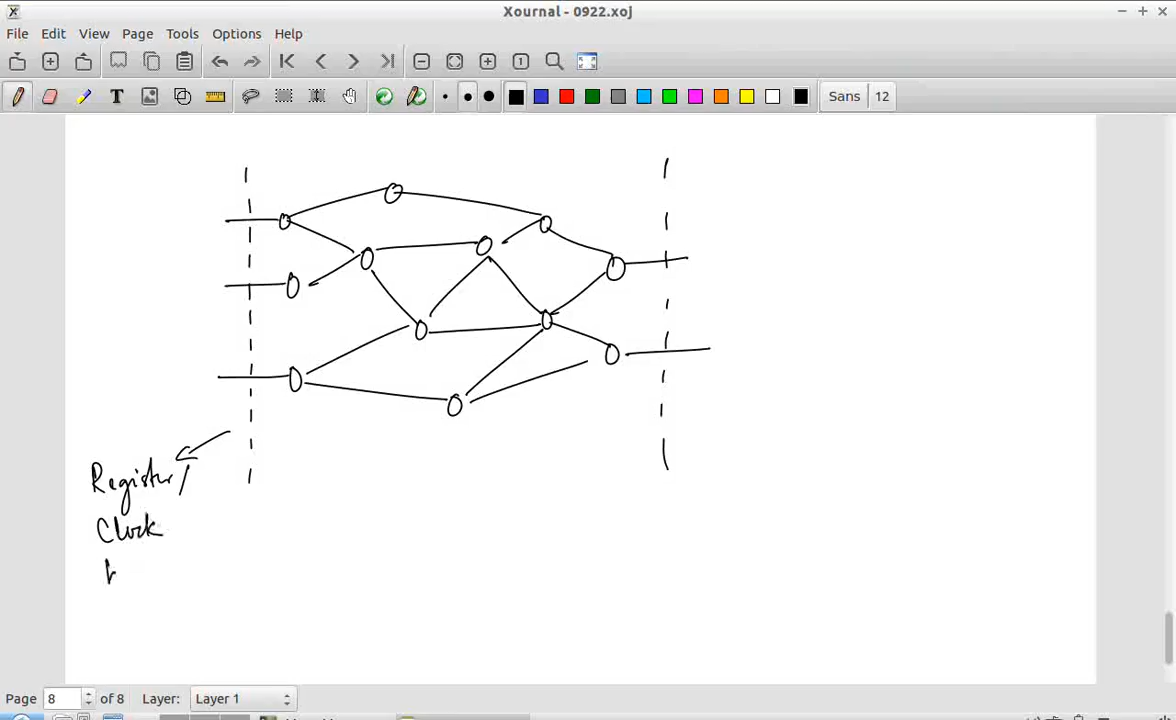 Xournal - 0922.xoj
File Edit View Page Tools Options Help
Sans 12
Register/
Clock
Page 8 of 8 Layer: Layer 1